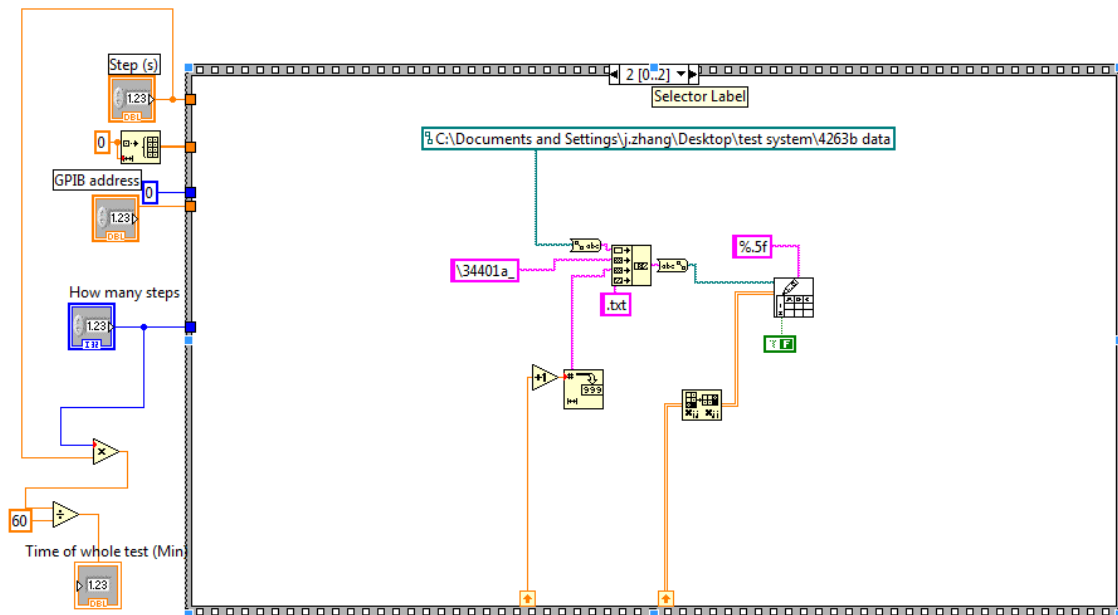 Step (s)
1.23
DBL
2 [0..2]
Selector Label
C:\Documents and Settings\j.zhang\Desktop\test system\4263b data
0
GPIB address
0
1.23
DBL
abc
%.5f
\34401a_
abc
.txt
How many steps
1.23
I32
F
+1
#
999
x
÷
60
Time of whole test (Min)
1.23
DBL